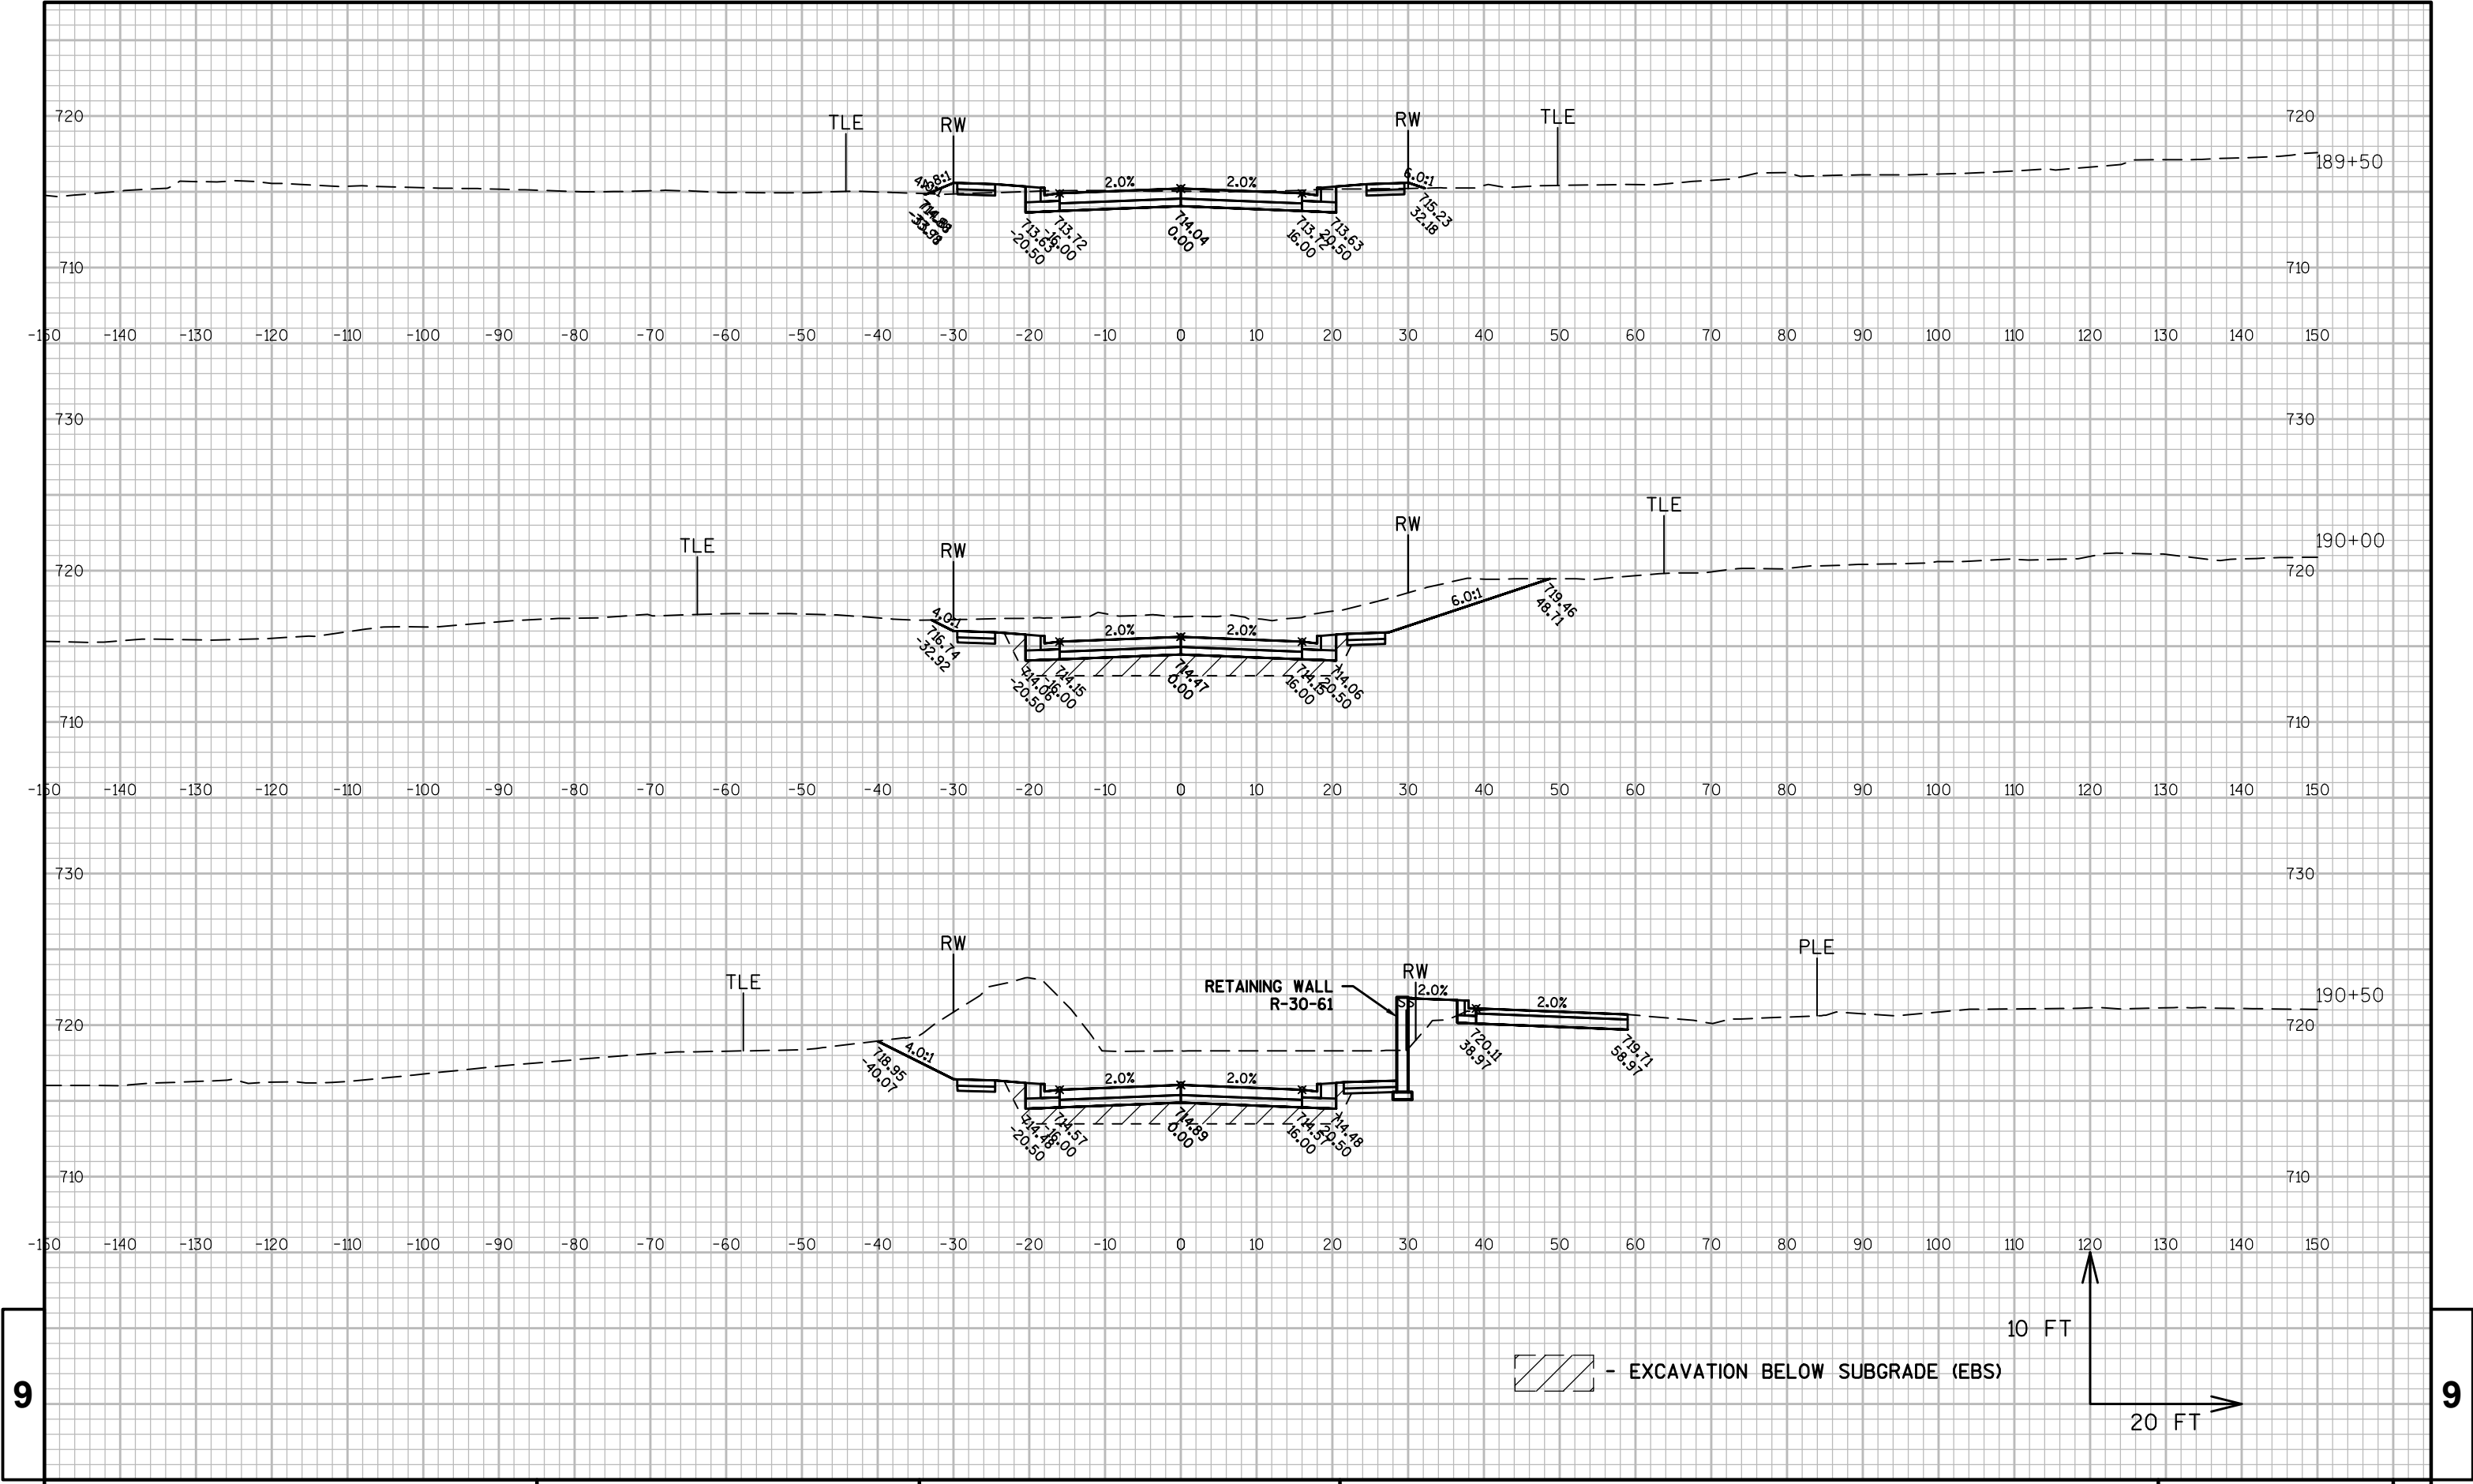 720 TLE RW RW TLE 720
189+50
4.8:1 2.0% 2.0% 6.0:1
713.63 713.72 714.04 713.72 713.63 715.23
-20.50 -16.00 0.00 16.00 20.50 32.18
710 710
-150 -140 -130 -120 -110 -100 -90 -80 -70 -60 -50 -40 -30 -20 -10 0 10 20 30 40 50 60 70 80 90 100 110 120 130 140 150
730 730
TLE RW RW TLE
190+00
720 720
4.0:1 2.0% 2.0% 6.0:1
716.74 714.06 714.15 714.47 714.15 714.06 719.46
-32.92 -20.50 -16.00 0.00 16.00 20.50 48.71
710 710
-150 -140 -130 -120 -110 -100 -90 -80 -70 -60 -50 -40 -30 -20 -10 0 10 20 30 40 50 60 70 80 90 100 110 120 130 140 150
730 730
TLE RW RW PLE
RETAINING WALL
R-30-61
SS 2.0% 2.0%
190+50
720 720
4.0:1 2.0% 2.0%
718.95 714.48 714.57 714.89 714.57 714.48 720.11 719.71
-40.07 -20.50 -16.00 0.00 16.00 20.50 38.97 58.97
710 710
-150 -140 -130 -120 -110 -100 -90 -80 -70 -60 -50 -40 -30 -20 -10 0 10 20 30 40 50 60 70 80 90 100 110 120 130 140 150
10 FT
20 FT
- EXCAVATION BELOW SUBGRADE (EBS)
9 9